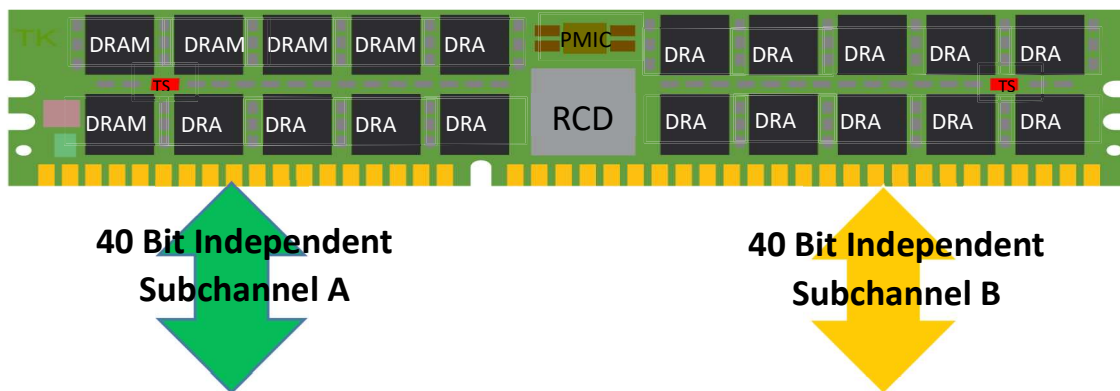 TK DRAM DRAM DRAM DRAM DRA PMIC DRA DRA DRA DRA DRA
TS TS
DRAM DRA DRA DRA DRA RCD DRA DRA DRA DRA DRA
40 Bit Independent
Subchannel A
40 Bit Independent
Subchannel B